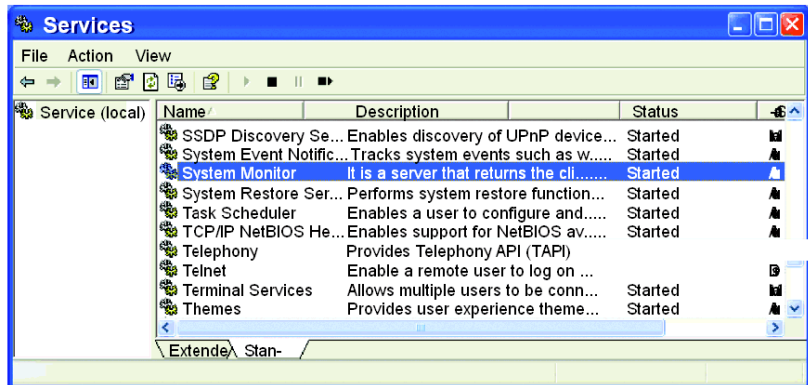 Services
File Action View
Service (local)
Name Description Status
SSDP Discovery Se... Enables discovery of UPnP device... Started
System Event Notific... Tracks system events such as w..... Started
System Monitor It is a server that returns the cli....... Started
System Restore Ser... Performs system restore function... Started
Task Scheduler Enables a user to configure and..... Started
TCP/IP NetBIOS He... Enables support for NetBIOS av..... Started
Telephony Provides Telephony API (TAPI)
Telnet Enable a remote user to log on ...
Terminal Services Allows multiple users to be conn... Started
Themes Provides user experience theme... Started
Extende Stan-